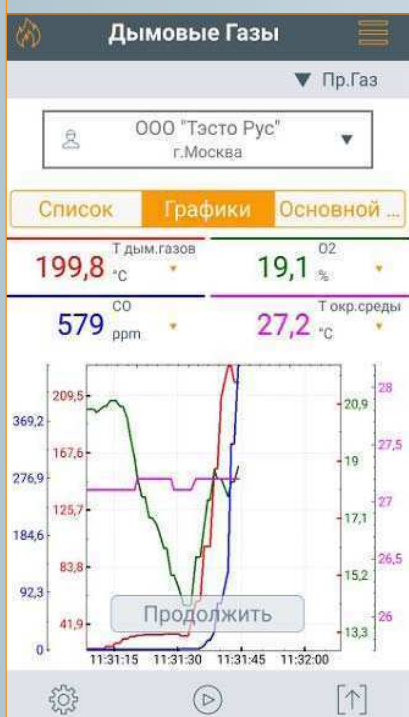 Дымовые Газы
▼ Пр.Газ
ООО "Тэсто Рус"
г.Москва
Список Графики Основной ...
Т дым.газов O2
199,8 °C 19,1 %
CO Т окр.среды
579 ppm 27,2 °C
209,5 20,9 28
369,2 27,5
167,6 19
276,9 27
125,7 17,1
184,6 26,5
83,8 15,2
92,3 26
Продолжить
41,9 13,3
0
11:31:15 11:31:30 11:31:45 11:32:00